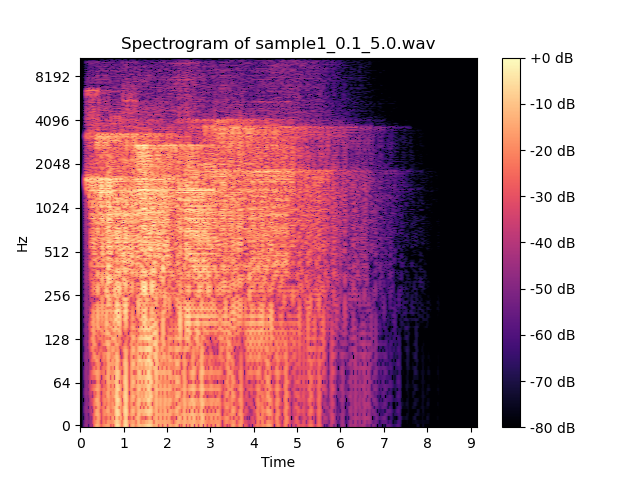 Spectrogram of sample1_0.1_5.0.wav
8192
4096
2048
1024
512
256
128
64
0
Hz
0 1 2 3 4 5 6 7 8 9
Time
+0 dB
-10 dB
-20 dB
-30 dB
-40 dB
-50 dB
-60 dB
-70 dB
-80 dB